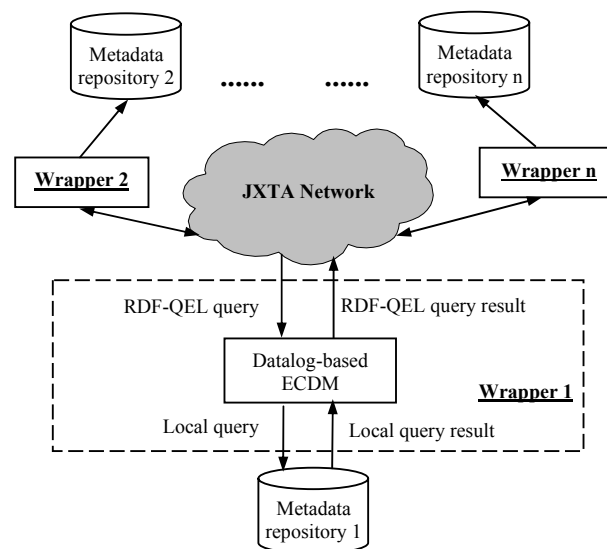 Metadata
repository 2
......
......
Metadata
repository n
Wrapper 2
Wrapper n
JXTA Network
RDF-QEL query
RDF-QEL query result
Datalog-based
ECDM
Wrapper 1
Local query
Local query result
Metadata
repository 1